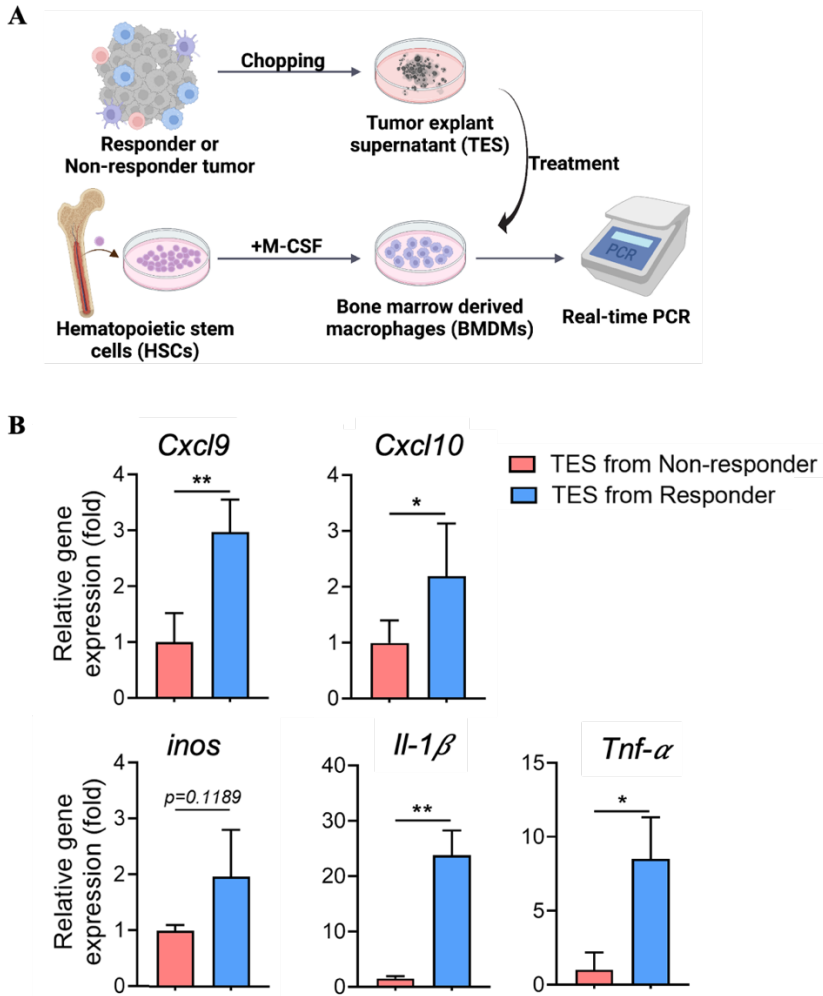 A
Chopping
Responder or
Non-responder tumor
Tumor explant
supernatant (TES)
Treatment
+M-CSF
PCR
Hematopoietic stem
cells (HSCs)
Bone marrow derived
macrophages (BMDMs)
Real-time PCR
B
Cxcl9
Relative gene
expression (fold)
4
3
2
1
0
**
Cxcl10
4
3
2
1
0
*
TES from Non-responder
TES from Responder
inos
Relative gene
expression (fold)
4
3
2
1
0
p=0.1189
Il-1β
40
30
20
10
0
**
Tnf-α
15
10
5
0
*